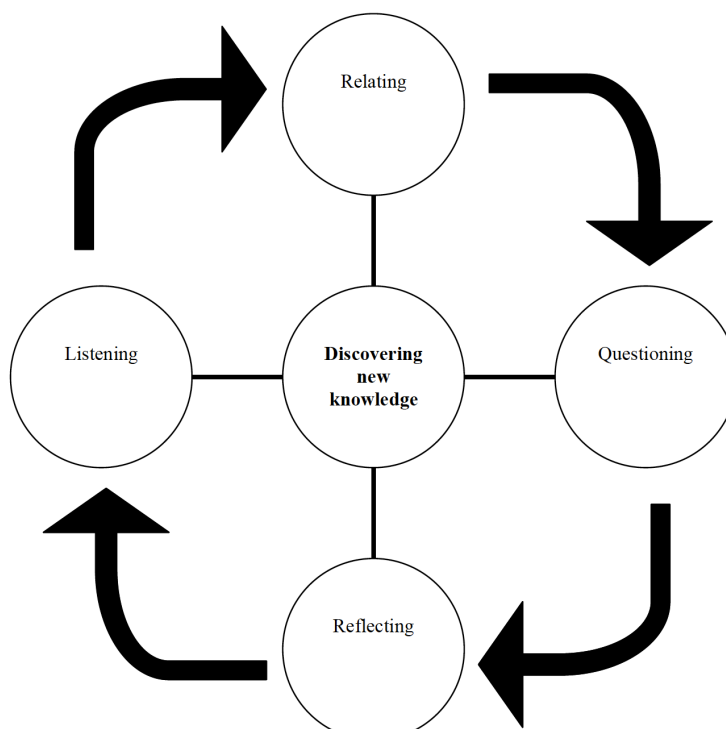 Relating
Listening
Discovering
new
knowledge
Questioning
Reflecting